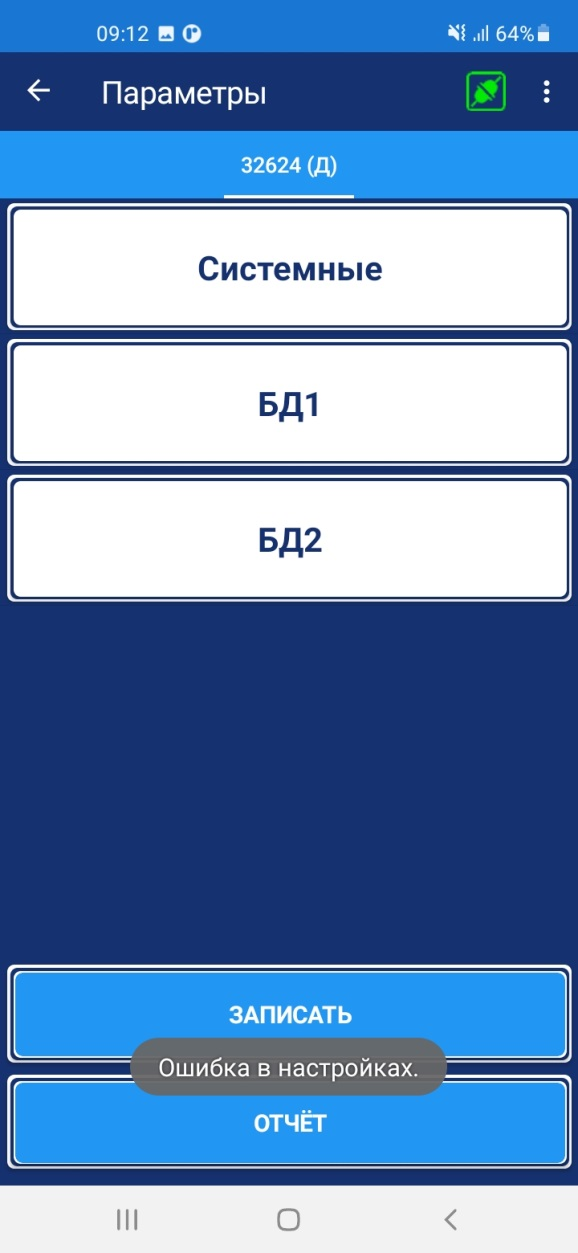 09:12 64%
Параметры
32624 (Д)
Системные
БД1
БД2
ЗАПИСАТЬ
Ошибка в настройках.
ОТЧЁТ